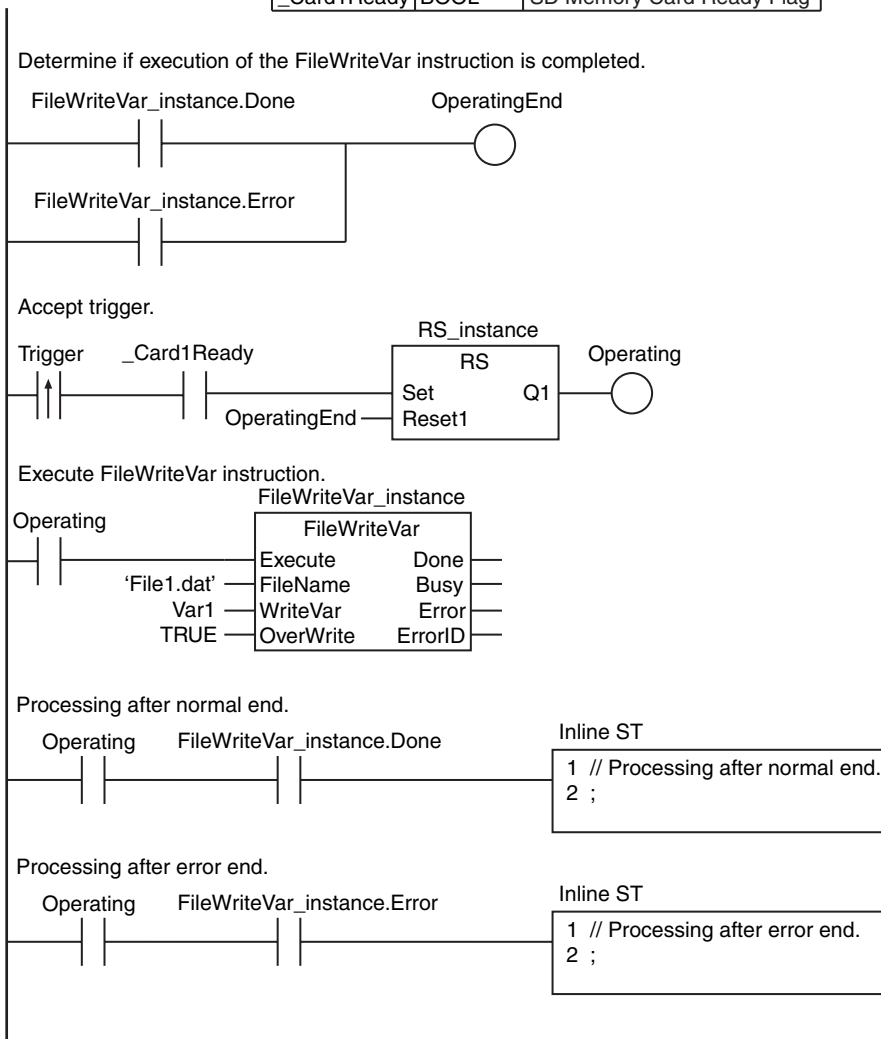 _Card1Ready BOOL SD Memory Card Ready Flag
Determine if execution of the FileWriteVar instruction is completed.
FileWriteVar_instance.Done OperatingEnd
FileWriteVar_instance.Error
Accept trigger.
RS_instance
Trigger _Card1Ready RS Operating
Set Q1
OperatingEnd Reset1
Execute FileWriteVar instruction.
FileWriteVar_instance
Operating FileWriteVar
Execute Done
‘File1.dat’ FileName Busy
Var1 WriteVar Error
TRUE OverWrite ErrorID
Processing after normal end.
Operating FileWriteVar_instance.Done Inline ST
1 // Processing after normal end.
2 ;
Processing after error end.
Operating FileWriteVar_instance.Error Inline ST
1 // Processing after error end.
2 ;